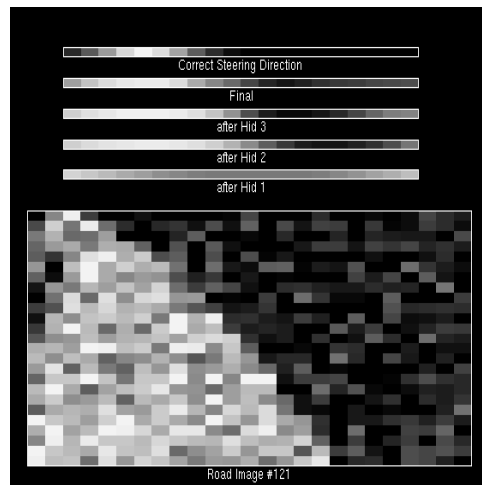 Correct Steering Direction
Final
after Hid 3
after Hid 2
after Hid 1
Road Image #121